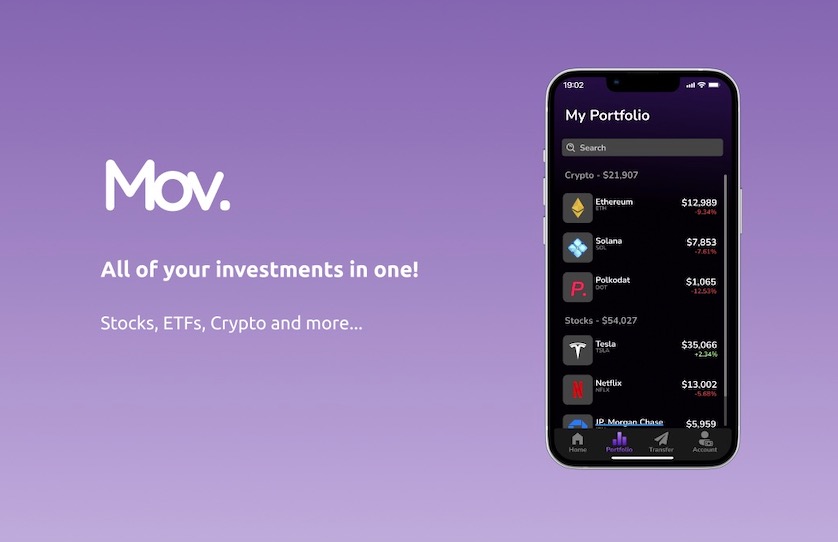 Mov.
All of your investments in one!
Stocks, ETFs, Crypto and more...
19:02
My Portfolio
Search
Crypto - $21,907
Ethereum $12,989
ETH -9.34%
Solana $7,853
SOL -7.61%
Polkodat $1,065
DOT -12.53%
Stocks - $54,027
Tesla $35,066
TSLA +2.34%
Netflix $13,002
NFLX -5.68%
JP. Morgan Chase $5,959
Home Portfolio Transfer Account